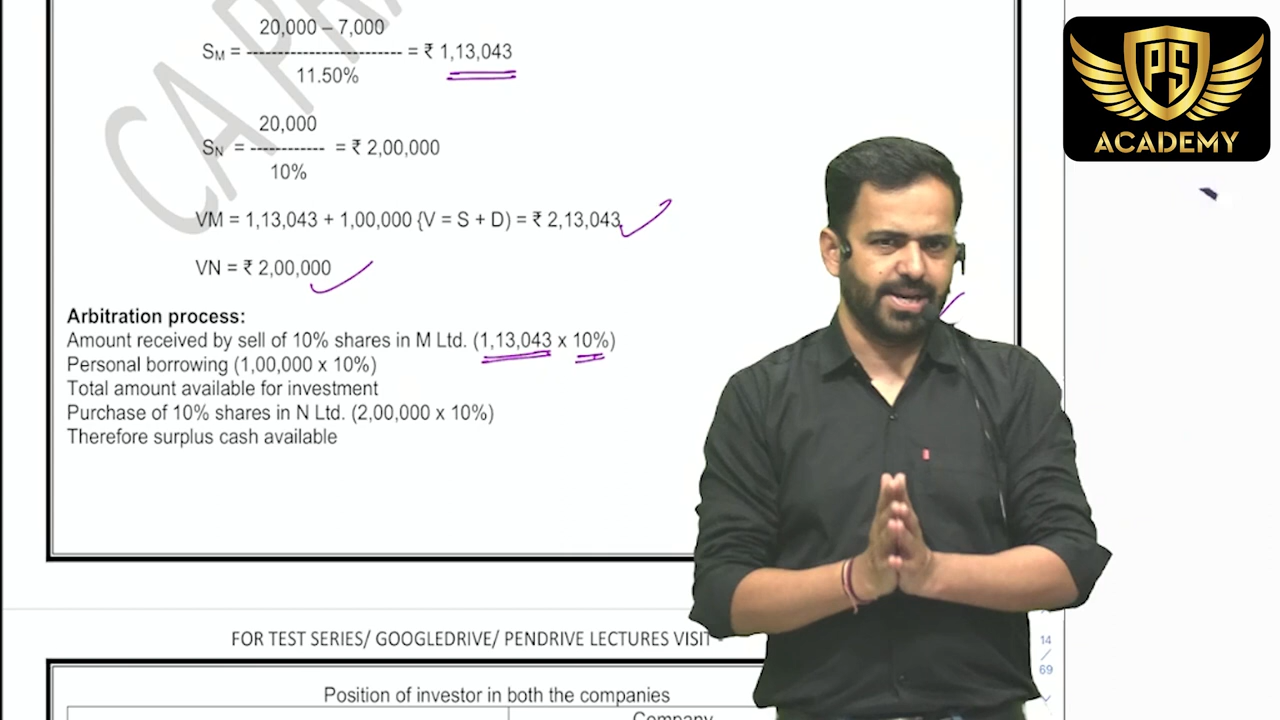 20,000 – 7,000
SM = ---------------------- = ₹ 1,13,043
11.50%
20,000
SN = ------------ = ₹ 2,00,000
10%
VM = 1,13,043 + 1,00,000 {V = S + D) = ₹ 2,13,043
VN = ₹ 2,00,000
Arbitration process:
Amount received by sell of 10% shares in M Ltd. (1,13,043 x 10%)
Personal borrowing (1,00,000 x 10%)
Total amount available for investment
Purchase of 10% shares in N Ltd. (2,00,000 x 10%)
Therefore surplus cash available
FOR TEST SERIES/ GOOGLEDRIVE/ PENDRIVE LECTURES VISIT
Position of investor in both the companies
Company
PS
ACADEMY
14
/
69